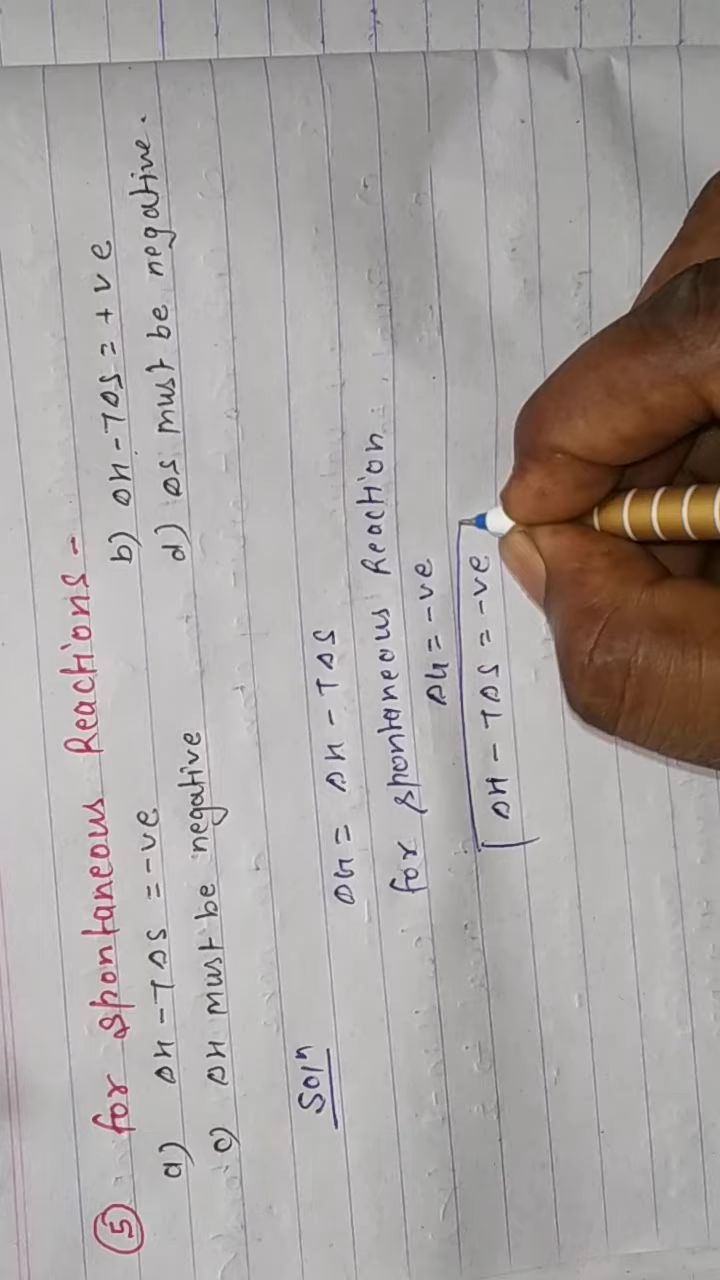 ⑤ for spontaneous Reactions -
a) ΔH - TΔS = -ve b) ΔH - TΔS = +ve
c) ΔH must be negative d) ΔS must be negative.
Soln
ΔG = ΔH - TΔS
for spontaneous Reaction
ΔG = -ve
ΔH - TΔS = -ve